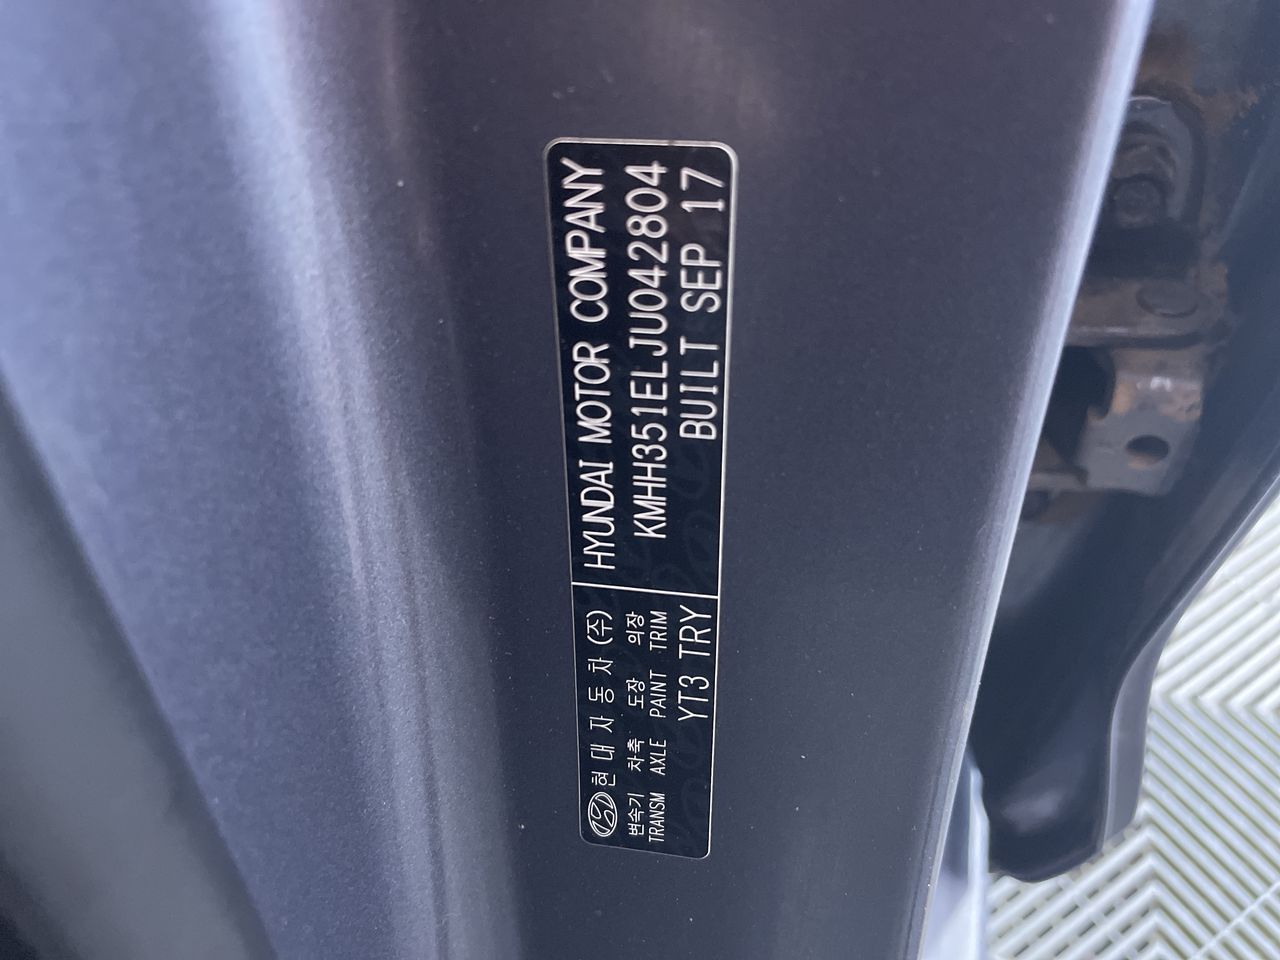 현대자동차(주)
HYUNDAI MOTOR COMPANY
변속기 차축 도장 의장
TRANSM AXLE PAINT TRIM
YT3 TRY
KMHH351ELJU042804
BUILT SEP 17